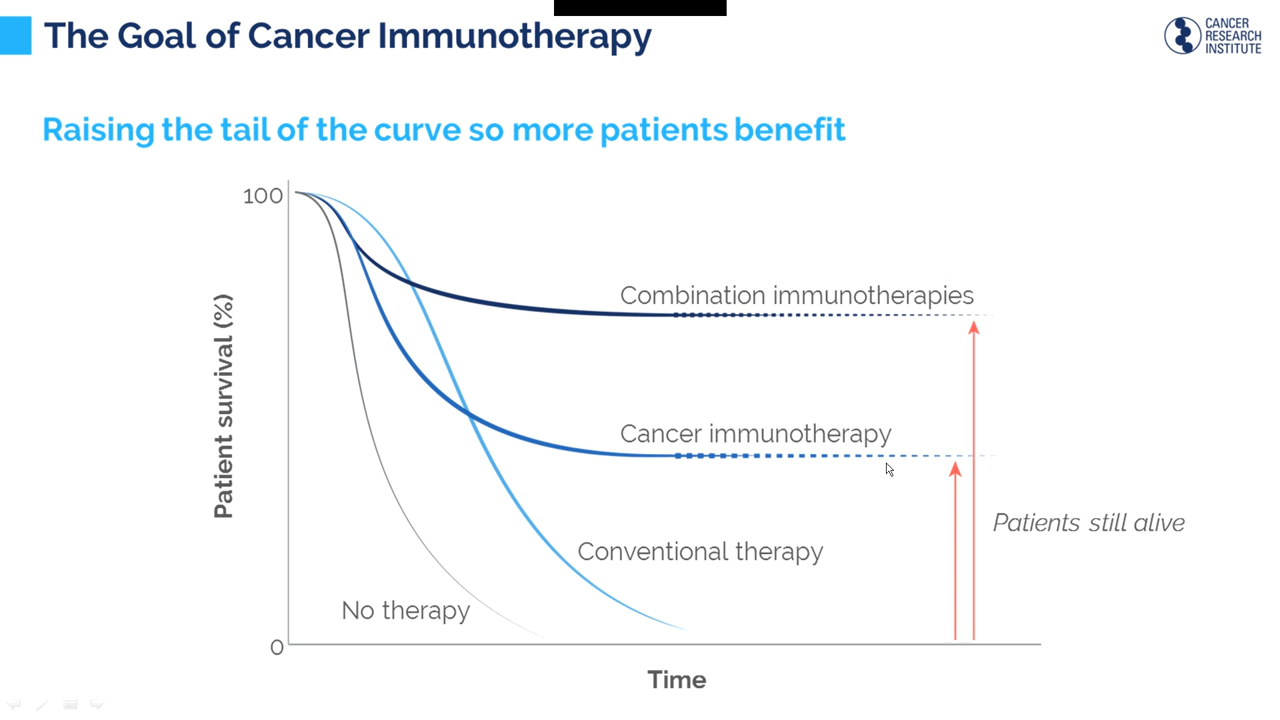 The Goal of Cancer Immunotherapy
CANCER
RESEARCH
INSTITUTE
Raising the tail of the curve so more patients benefit
100
Combination immunotherapies
Patient survival (%)
Cancer immunotherapy
Patients still alive
Conventional therapy
No therapy
0
Time